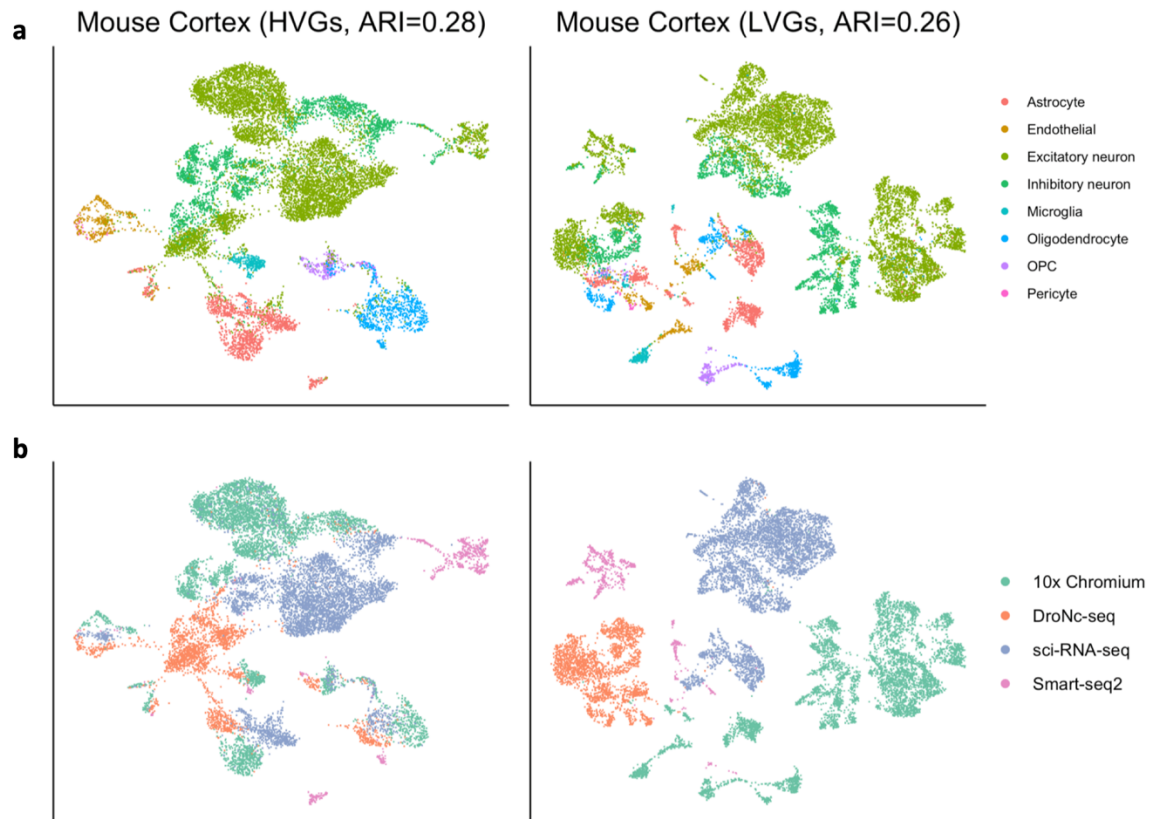 a
Mouse Cortex (HVGs, ARI=0.28)
Mouse Cortex (LVGs, ARI=0.26)
Astrocyte
Endothelial
Excitatory neuron
Inhibitory neuron
Microglia
Oligodendrocyte
OPC
Pericyte
b
10x Chromium
DroNc-seq
sci-RNA-seq
Smart-seq2